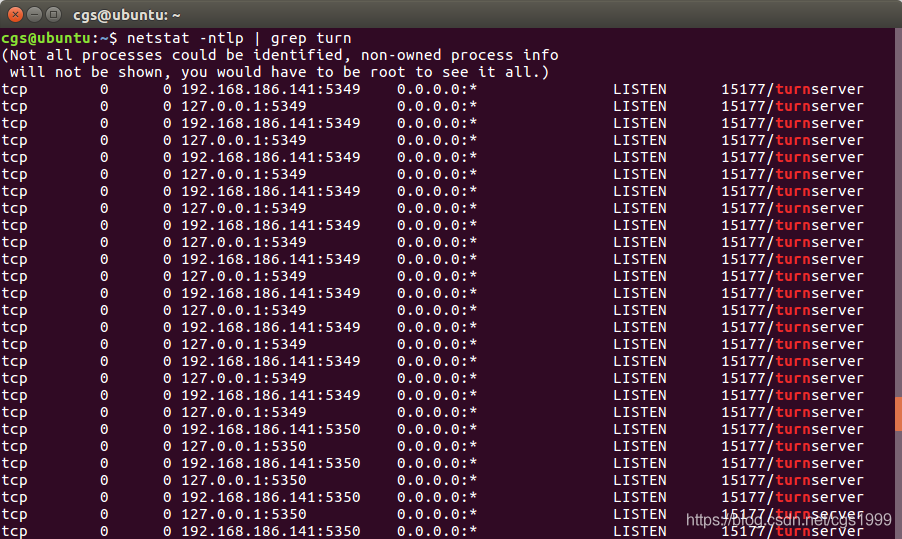 cgs@ubuntu: ~
cgs@ubuntu:~$ netstat -ntlp | grep turn
(Not all processes could be identified, non-owned process info
 will not be shown, you would have to be root to see it all.)
tcp        0      0 192.168.186.141:5349    0.0.0.0:*               LISTEN      15177/turnserver
tcp        0      0 127.0.0.1:5349          0.0.0.0:*               LISTEN      15177/turnserver
tcp        0      0 192.168.186.141:5349    0.0.0.0:*               LISTEN      15177/turnserver
tcp        0      0 127.0.0.1:5349          0.0.0.0:*               LISTEN      15177/turnserver
tcp        0      0 192.168.186.141:5349    0.0.0.0:*               LISTEN      15177/turnserver
tcp        0      0 127.0.0.1:5349          0.0.0.0:*               LISTEN      15177/turnserver
tcp        0      0 192.168.186.141:5349    0.0.0.0:*               LISTEN      15177/turnserver
tcp        0      0 127.0.0.1:5349          0.0.0.0:*               LISTEN      15177/turnserver
tcp        0      0 192.168.186.141:5349    0.0.0.0:*               LISTEN      15177/turnserver
tcp        0      0 127.0.0.1:5349          0.0.0.0:*               LISTEN      15177/turnserver
tcp        0      0 192.168.186.141:5349    0.0.0.0:*               LISTEN      15177/turnserver
tcp        0      0 127.0.0.1:5349          0.0.0.0:*               LISTEN      15177/turnserver
tcp        0      0 192.168.186.141:5349    0.0.0.0:*               LISTEN      15177/turnserver
tcp        0      0 127.0.0.1:5349          0.0.0.0:*               LISTEN      15177/turnserver
tcp        0      0 192.168.186.141:5349    0.0.0.0:*               LISTEN      15177/turnserver
tcp        0      0 127.0.0.1:5349          0.0.0.0:*               LISTEN      15177/turnserver
tcp        0      0 192.168.186.141:5349    0.0.0.0:*               LISTEN      15177/turnserver
tcp        0      0 127.0.0.1:5349          0.0.0.0:*               LISTEN      15177/turnserver
tcp        0      0 192.168.186.141:5349    0.0.0.0:*               LISTEN      15177/turnserver
tcp        0      0 127.0.0.1:5349          0.0.0.0:*               LISTEN      15177/turnserver
tcp        0      0 192.168.186.141:5350    0.0.0.0:*               LISTEN      15177/turnserver
tcp        0      0 127.0.0.1:5350          0.0.0.0:*               LISTEN      15177/turnserver
tcp        0      0 192.168.186.141:5350    0.0.0.0:*               LISTEN      15177/turnserver
tcp        0      0 127.0.0.1:5350          0.0.0.0:*               LISTEN      15177/turnserver
tcp        0      0 192.168.186.141:5350    0.0.0.0:*               LISTEN      15177/turnserver
tcp        0      0 127.0.0.1:5350          0.0.0.0:*               LISTEN      15177/turnserver
tcp        0      0 192.168.186.141:5350    0.0.0.0:*               LISTEN      15177/turnserver
https://blog.csdn.net/cgs1999